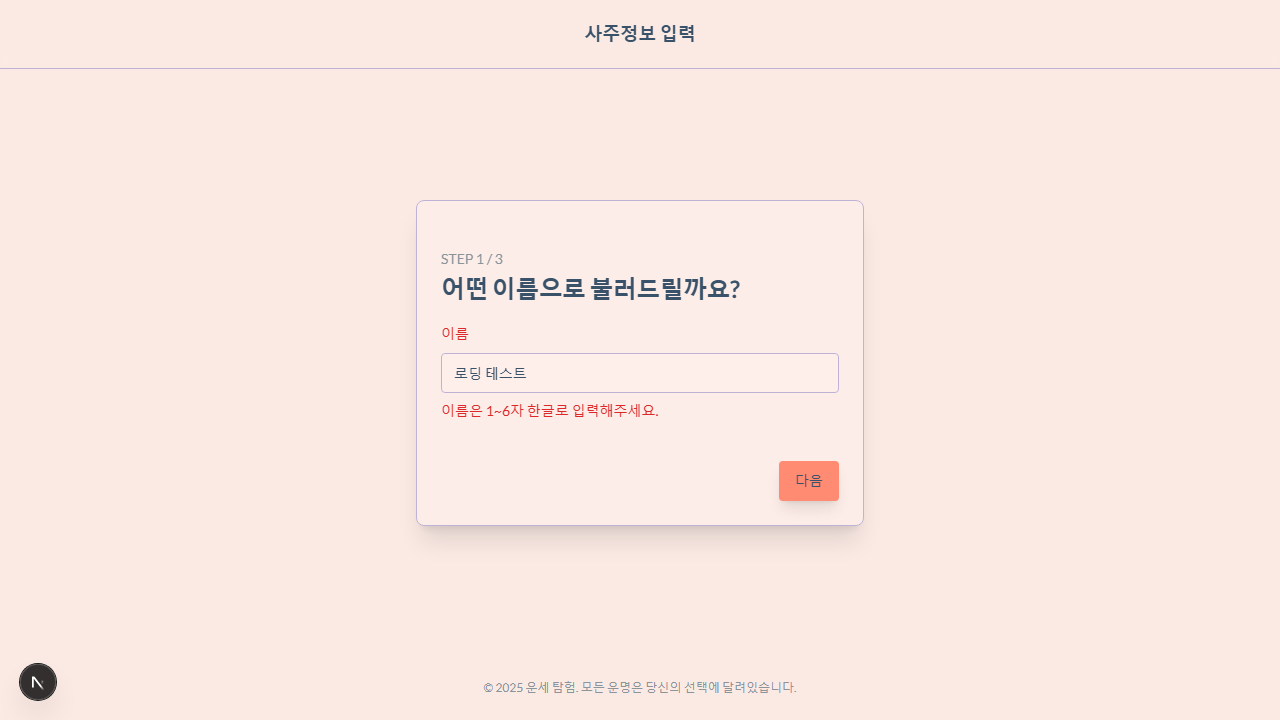 사주정보 입력
STEP 1 / 3
어떤 이름으로 불러드릴까요?
이름
로딩 테스트
이름은 1~6자 한글로 입력해주세요.
다음
© 2025 운세 탐험. 모든 운명은 당신의 선택에 달려있습니다.